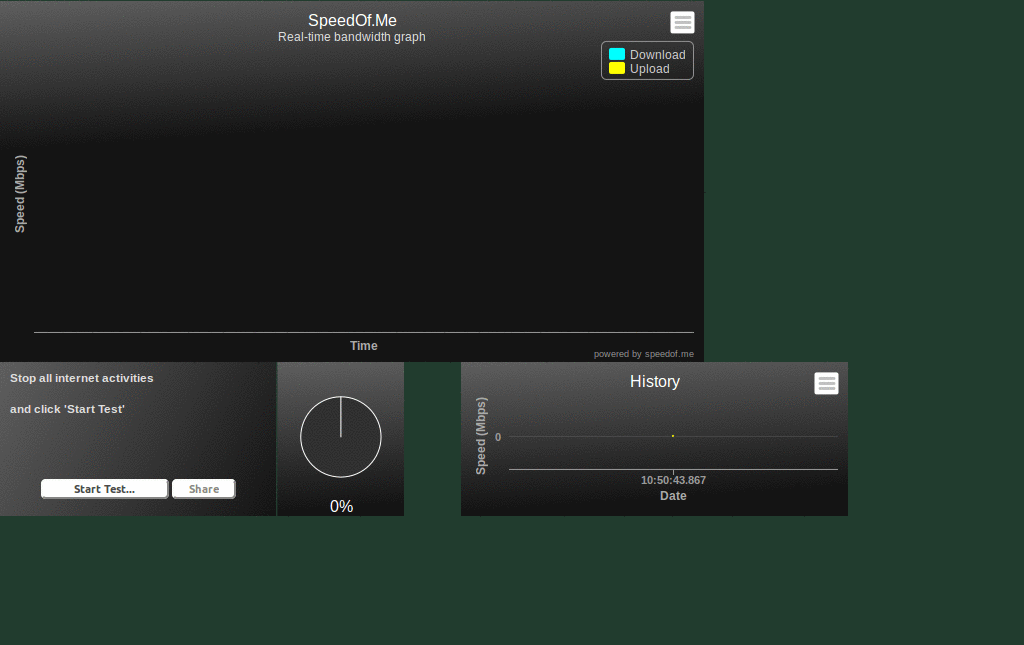 SpeedOf.Me
Real-time bandwidth graph
Download
Upload
Speed (Mbps)
Time
powered by speedof.me
Stop all internet activities
and click 'Start Test'
Start Test...
Share
0%
History
Speed (Mbps)
0
10:50:43.867
Date